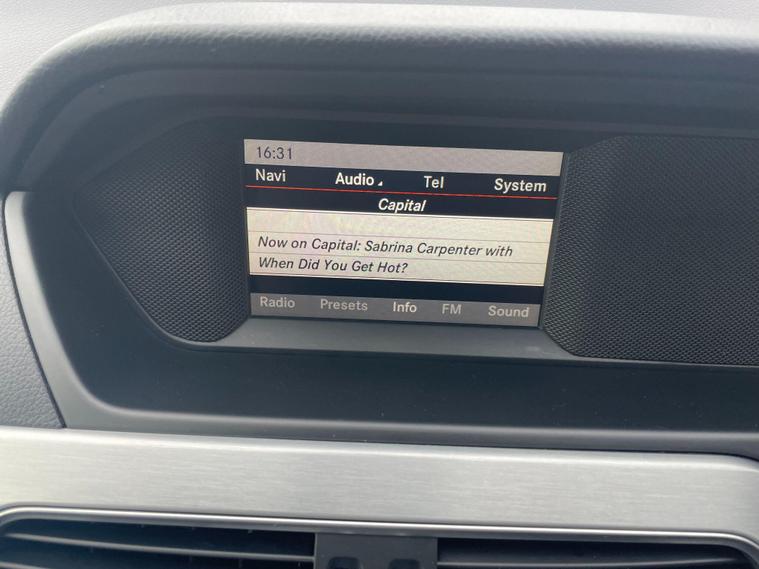 16:31
Navi Audio Tel System
Capital
Now on Capital: Sabrina Carpenter with
When Did You Get Hot?
Radio Presets Info FM Sound